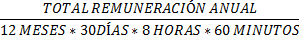 TOTAL REMUNERACIÓN ANUAL
12 MESES * 30DÍAS * 8 HORAS * 60 MINUTOS